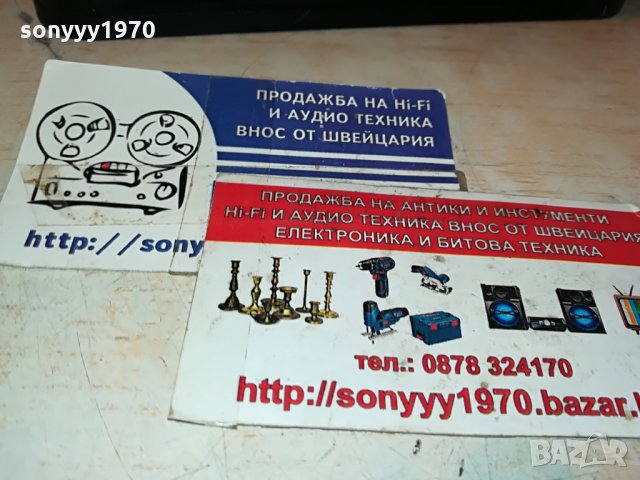 sonyyy1970
ПРОДАЖБА НА Hi-Fi
И АУДИО ТЕХНИКА
ВНОС ОТ ШВЕЙЦАРИЯ
http://sony
ПРОДАЖБА НА АНТИКИ И ИНСТРУМЕНТИ
Hi-Fi И АУДИО ТЕХНИКА ВНОС ОТ ШВЕЙЦАРИЯ
ЕЛЕКТРОНИКА И БИТОВА ТЕХНИКА
тел.: 0878 324170
http://sonyyy1970.bazar.
BAZAR
sonyyy1970